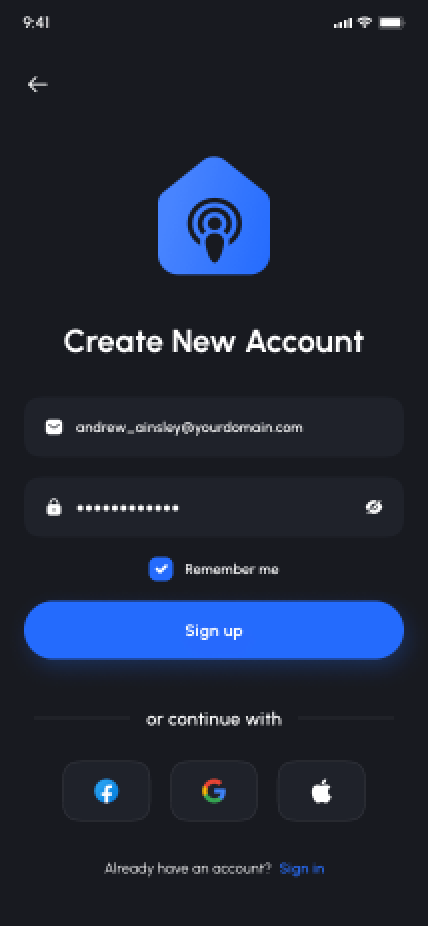 9:41
Create New Account
andrew_ainsley@yourdomain.com
••••••••••••
Remember me
Sign up
or continue with
Already have an account? Sign in